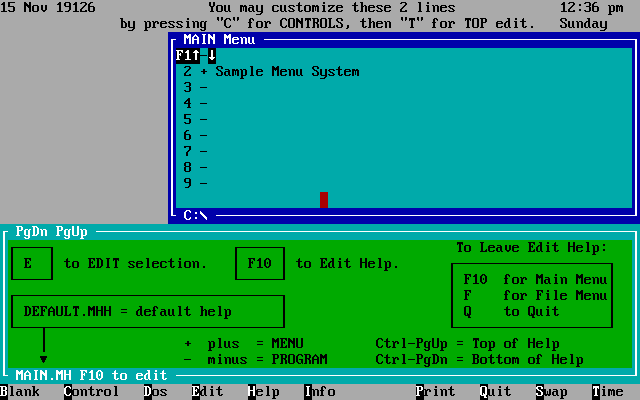 15 Nov 19126 You may customize these 2 lines 12:36 pm
by pressing "C" for CONTROLS, then "T" for TOP edit. Sunday
MAIN Menu
F1↑-↓
2 + Sample Menu System
3 -
4 -
5 -
6 -
7 -
8 -
9 -
C:\
PgDn PgUp
To Leave Edit Help:
E to EDIT selection. F10 to Edit Help.
F10 for Main Menu
F for File Menu
Q to Quit
DEFAULT.MHH = default help
+ plus = MENU Ctrl-PgUp = Top of Help
- minus = PROGRAM Ctrl-PgDn = Bottom of Help
MAIN.MH F10 to edit
Blank Control Dos Edit Help Info Print Quit Swap Time